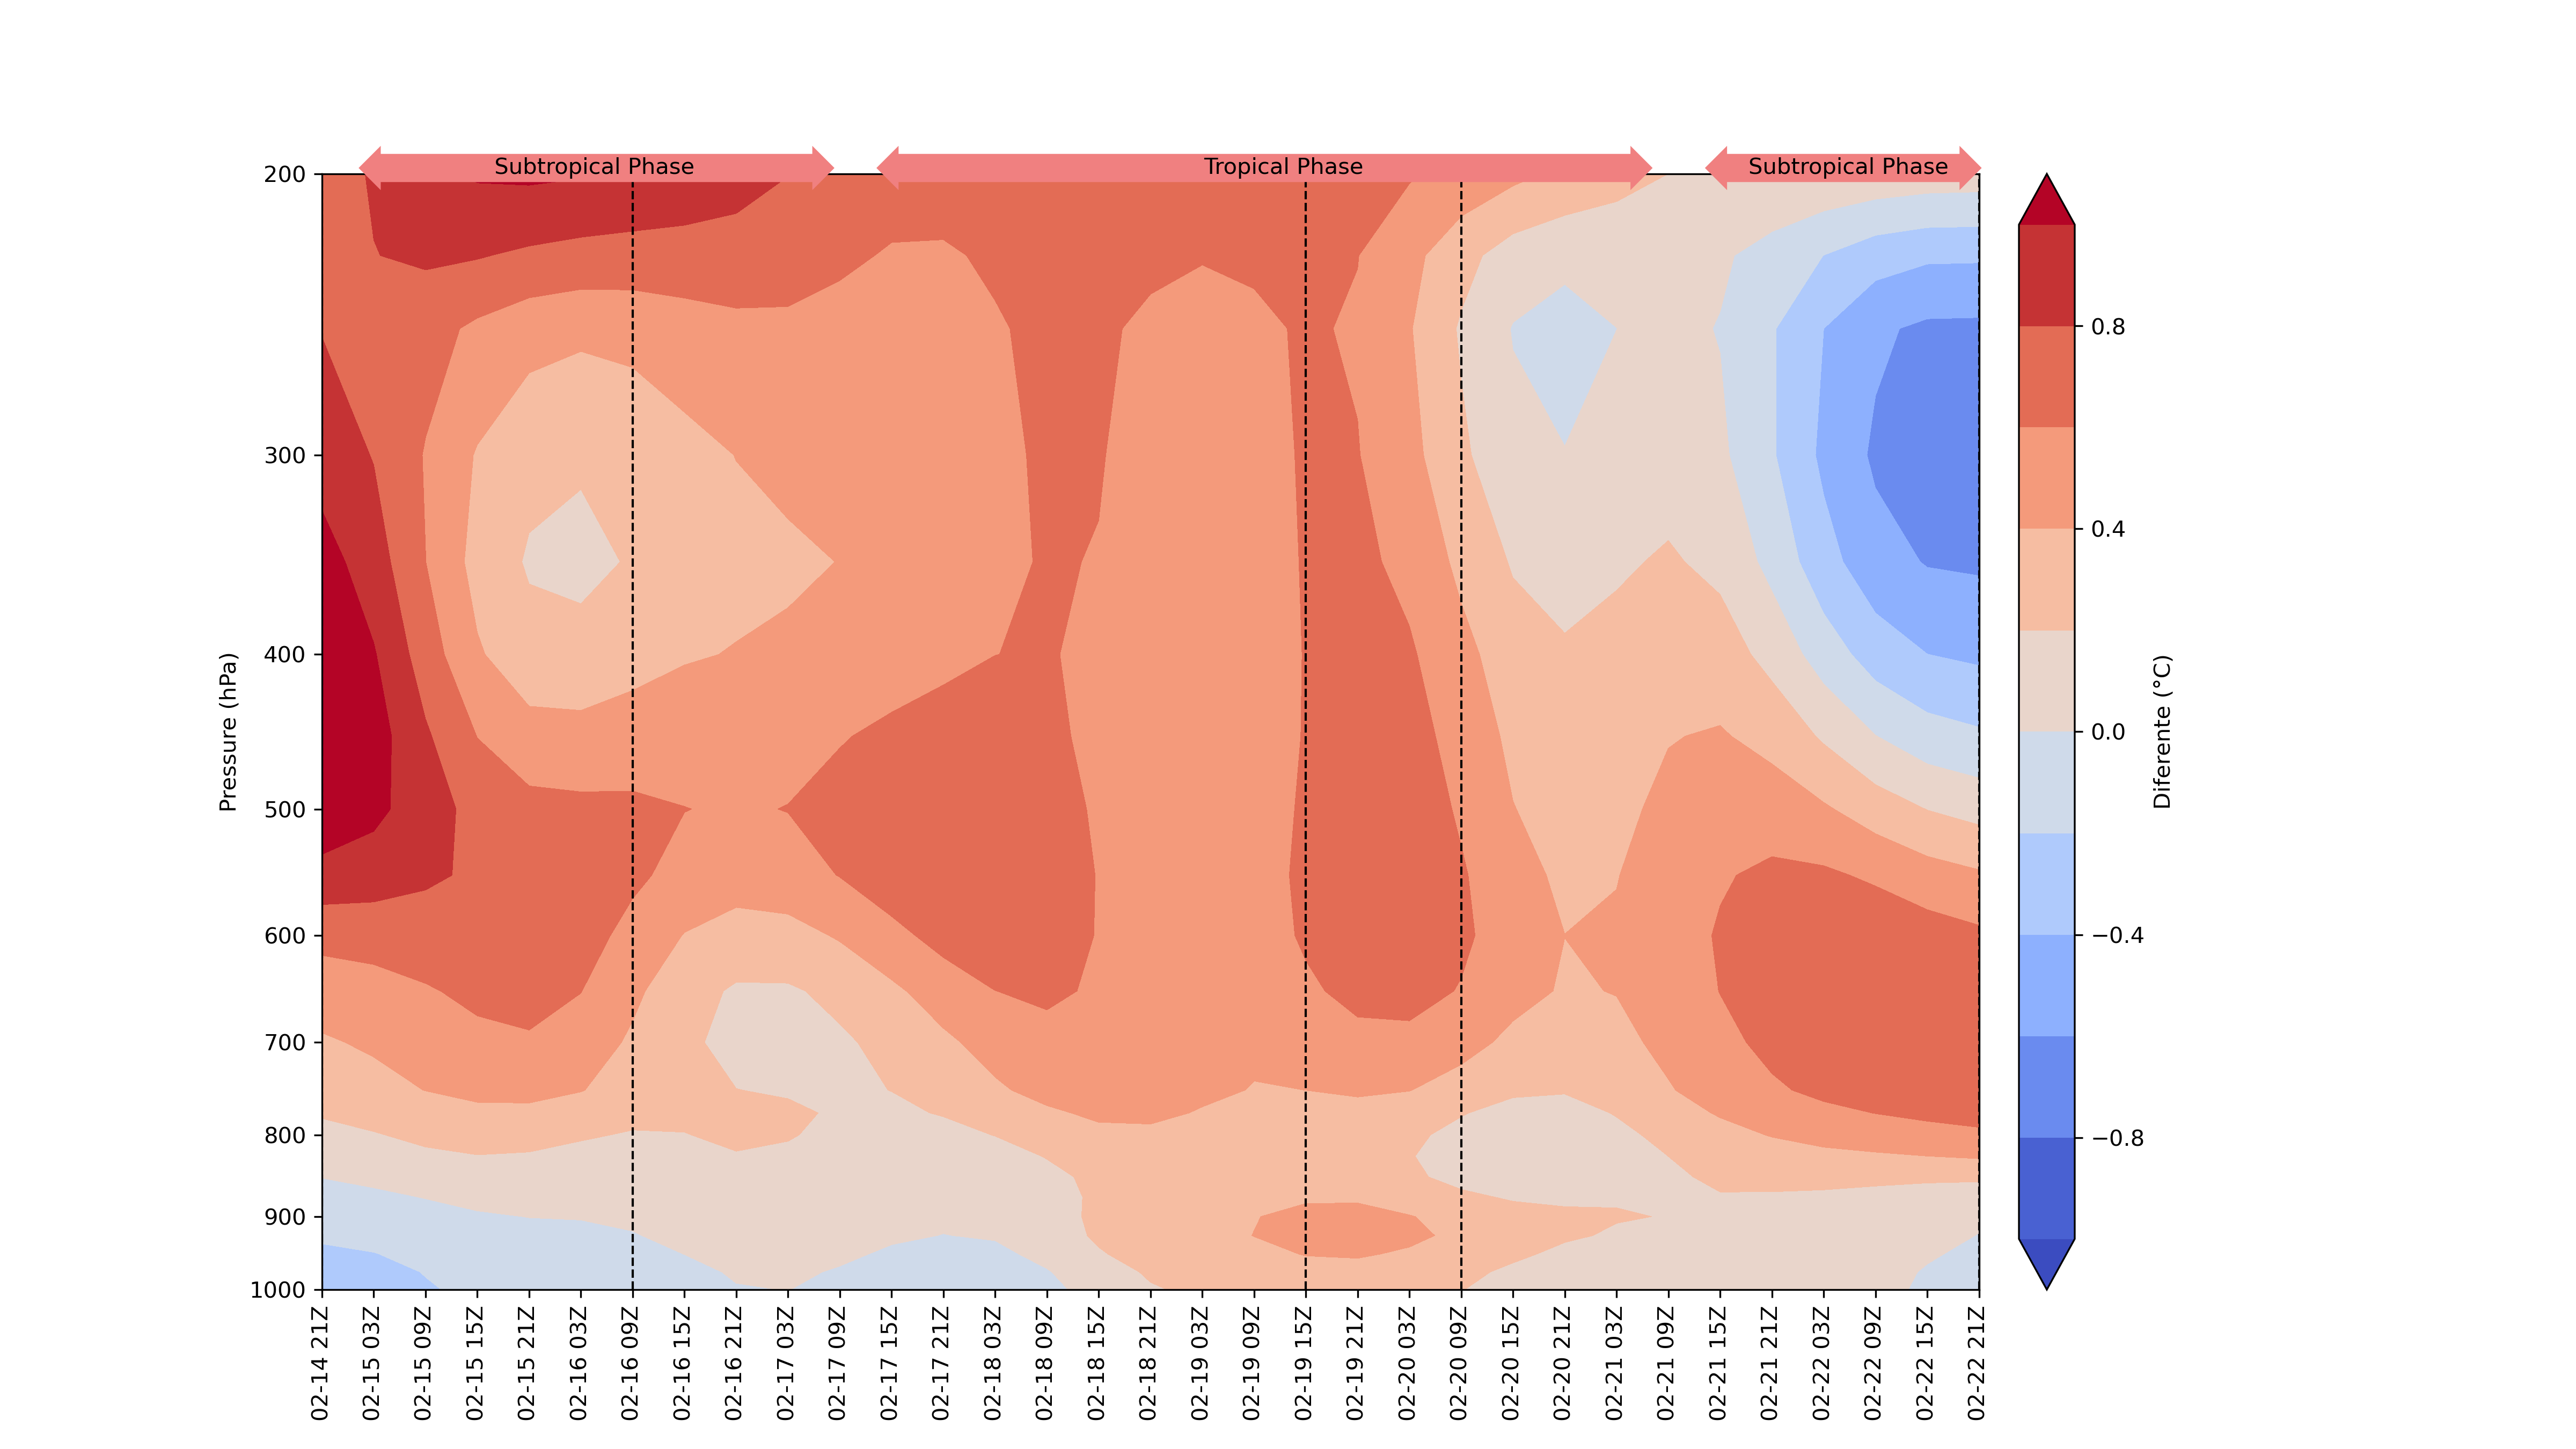 Subtropical Phase
Tropical Phase
Subtropical Phase
200
300
400
500
600
700
800
900
1000
Pressure (hPa)
02-14 21Z
02-15 03Z
02-15 09Z
02-15 15Z
02-15 21Z
02-16 03Z
02-16 09Z
02-16 15Z
02-16 21Z
02-17 03Z
02-17 09Z
02-17 15Z
02-17 21Z
02-18 03Z
02-18 09Z
02-18 15Z
02-18 21Z
02-19 03Z
02-19 09Z
02-19 15Z
02-19 21Z
02-20 03Z
02-20 09Z
02-20 15Z
02-20 21Z
02-21 03Z
02-21 09Z
02-21 15Z
02-21 21Z
02-22 03Z
02-22 09Z
02-22 15Z
02-22 21Z
0.8
0.4
0.0
−0.4
−0.8
Diferente (°C)